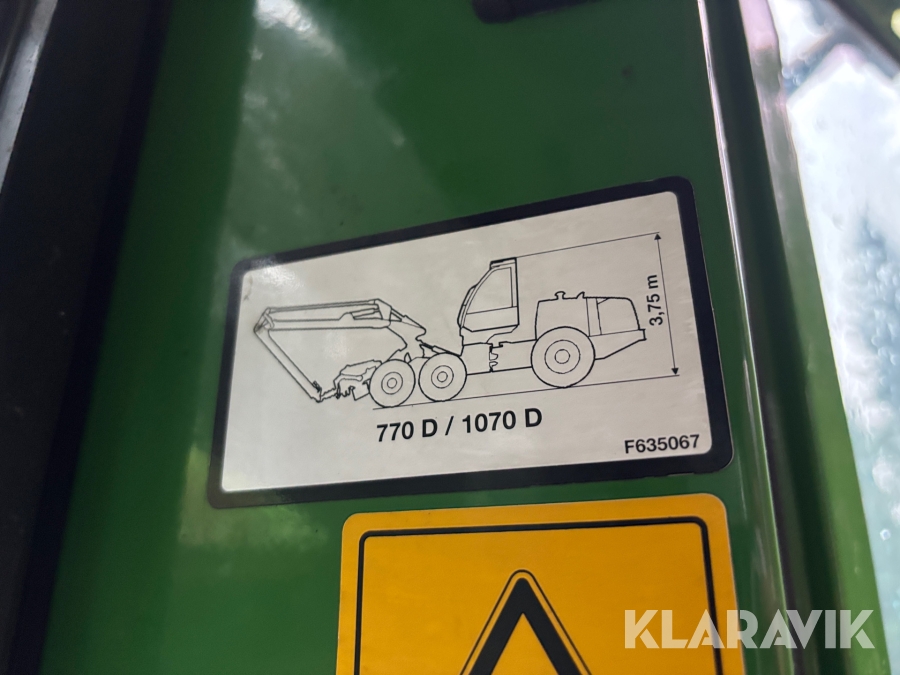 3,75 m
770 D / 1070 D
F635067
KLARAVIK